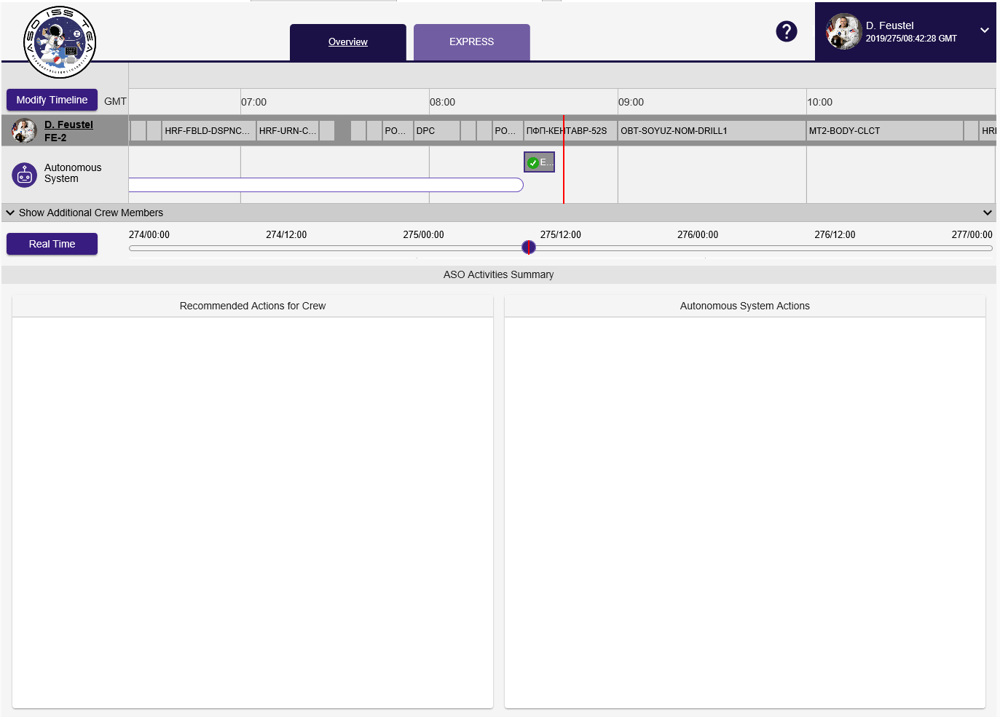 ASO ISS TEAM
Overview
EXPRESS
?
D. Feustel
2019/275/08:42:28 GMT
Modify Timeline
GMT
07:00
08:00
09:00
10:00
D. Feustel
FE-2
HRF-FBLD-DSPNC...
HRF-URN-C...
PO...
DPC
PO...
ПФП-КЕНТАВР-52S
OBT-SOYUZ-NOM-DRILL1
MT2-BODY-CLCT
HRI
Autonomous
System
E...
Show Additional Crew Members
Real Time
274/00:00
274/12:00
275/00:00
275/12:00
276/00:00
276/12:00
277/00:00
ASO Activities Summary
Recommended Actions for Crew
Autonomous System Actions